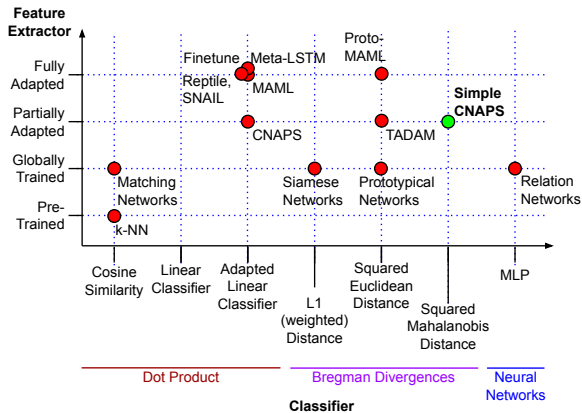 Feature
Extractor
Fully
Adapted
Partially
Adapted
Globally
Trained
Pre-
Trained
Finetune
Meta-LSTM
Reptile,
SNAIL
MAML
Proto-
MAML
CNAPS
TADAM
Simple
CNAPS
Matching
Networks
Siamese
Networks
Prototypical
Networks
Relation
Networks
k-NN
Cosine
Similarity
Linear
Classifier
Adapted
Linear
Classifier
L1
(weighted)
Distance
Squared
Euclidean
Distance
Squared
Mahalanobis
Distance
MLP
Dot Product
Bregman Divergences
Neural
Networks
Classifier